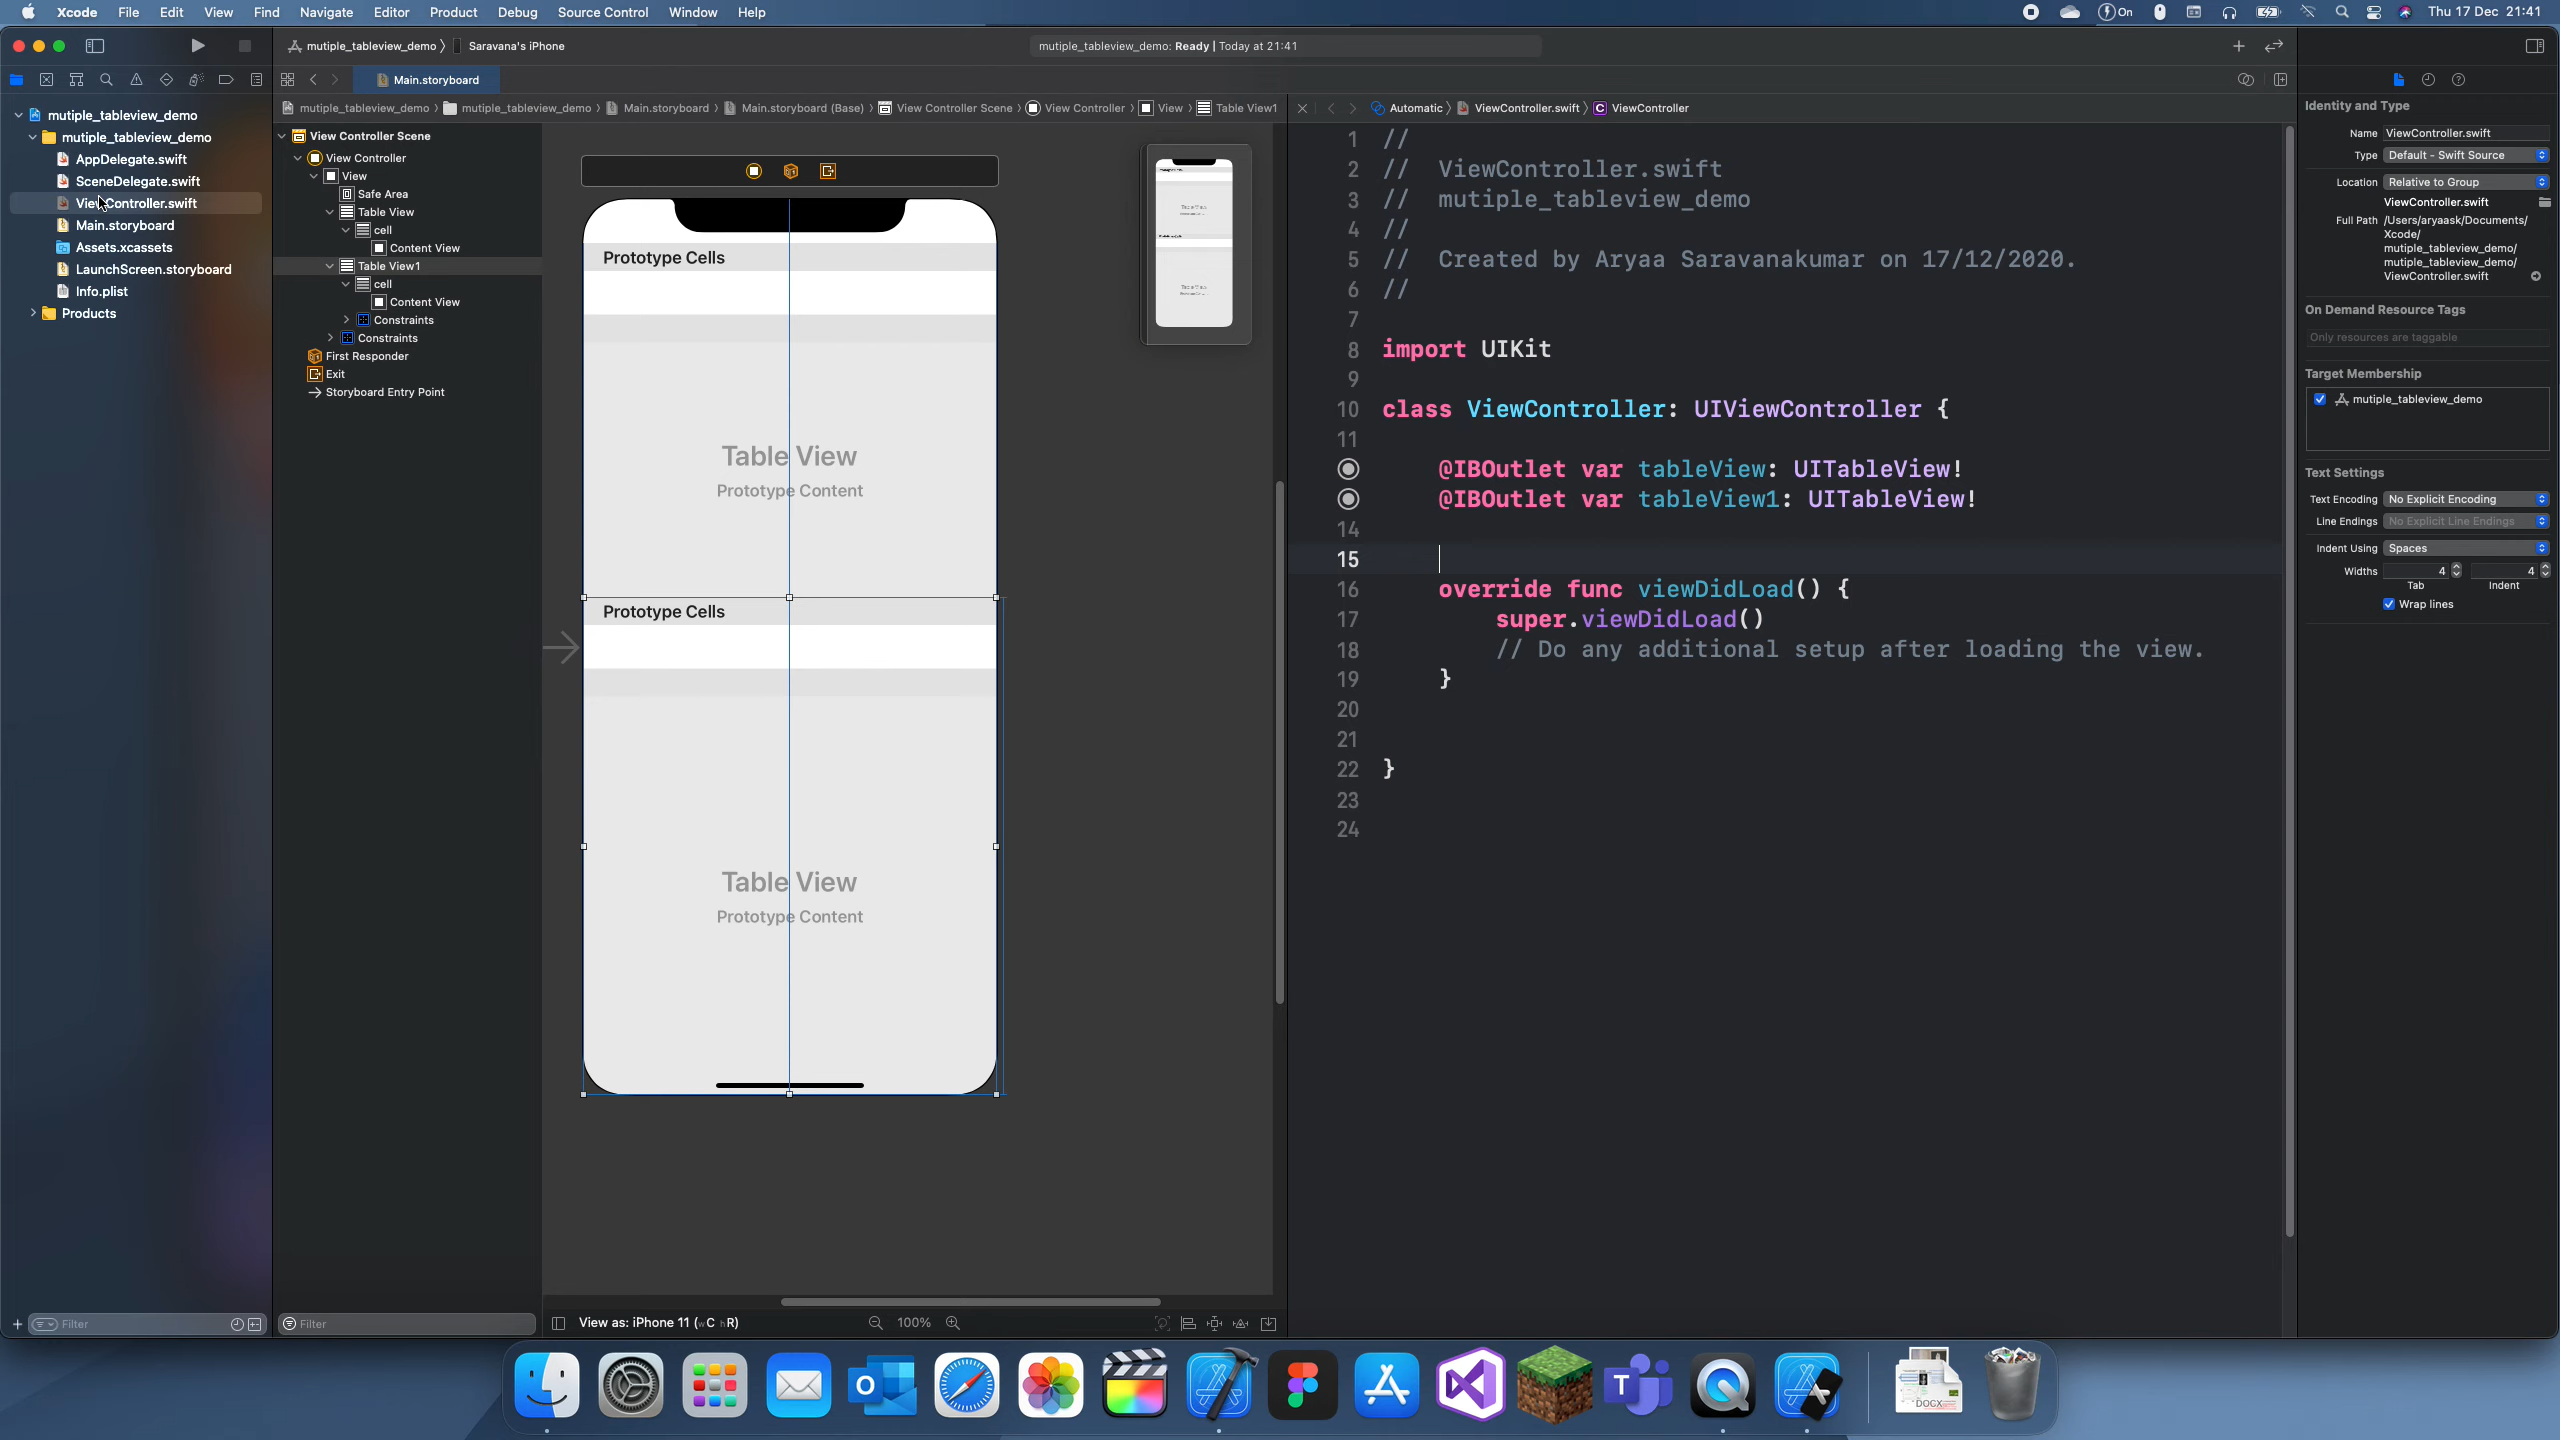 Xcode File Edit View Find Navigate Editor Product Debug Source Control Window Help
On Thu 17 Dec 21:41
mutiple_tableview_demo Saravana's iPhone
mutiple_tableview_demo: Ready | Today at 21:41
Main.storyboard
mutiple_tableview_demo
mutiple_tableview_demo
AppDelegate.swift
SceneDelegate.swift
ViewController.swift
Main.storyboard
Assets.xcassets
LaunchScreen.storyboard
Info.plist
Products
Filter
mutiple_tableview_demo mutiple_tableview_demo Main.storyboard Main.storyboard (Base) View Controller Scene View Controller View Table View1
View Controller Scene
View Controller
View
Safe Area
Table View
cell
Content View
Table View1
cell
Content View
Constraints
Constraints
First Responder
Exit
Storyboard Entry Point
Filter
Prototype Cells
Table View
Prototype Content
Prototype Cells
Table View
Prototype Content
View as: iPhone 11 (wC hR)
100%
Automatic ViewController.swift C ViewController
1 //
2 // ViewController.swift
3 // mutiple_tableview_demo
4 //
5 // Created by Aryaa Saravanakumar on 17/12/2020.
6 //
7
8 import UIKit
9
10 class ViewController: UIViewController {
11
@IBOutlet var tableView: UITableView!
@IBOutlet var tableView1: UITableView!
14
15
16 override func viewDidLoad() {
17 super.viewDidLoad()
18 // Do any additional setup after loading the view.
19 }
20
21
22 }
23
24
Identity and Type
Name ViewController.swift
Type Default - Swift Source
Location Relative to Group
ViewController.swift
Full Path /Users/aryaask/Documents/
Xcode/
mutiple_tableview_demo/
mutiple_tableview_demo/
ViewController.swift
On Demand Resource Tags
Only resources are taggable
Target Membership
mutiple_tableview_demo
Text Settings
Text Encoding No Explicit Encoding
Line Endings No Explicit Line Endings
Indent Using Spaces
Widths 4 4
Tab Indent
Wrap lines
DOCX